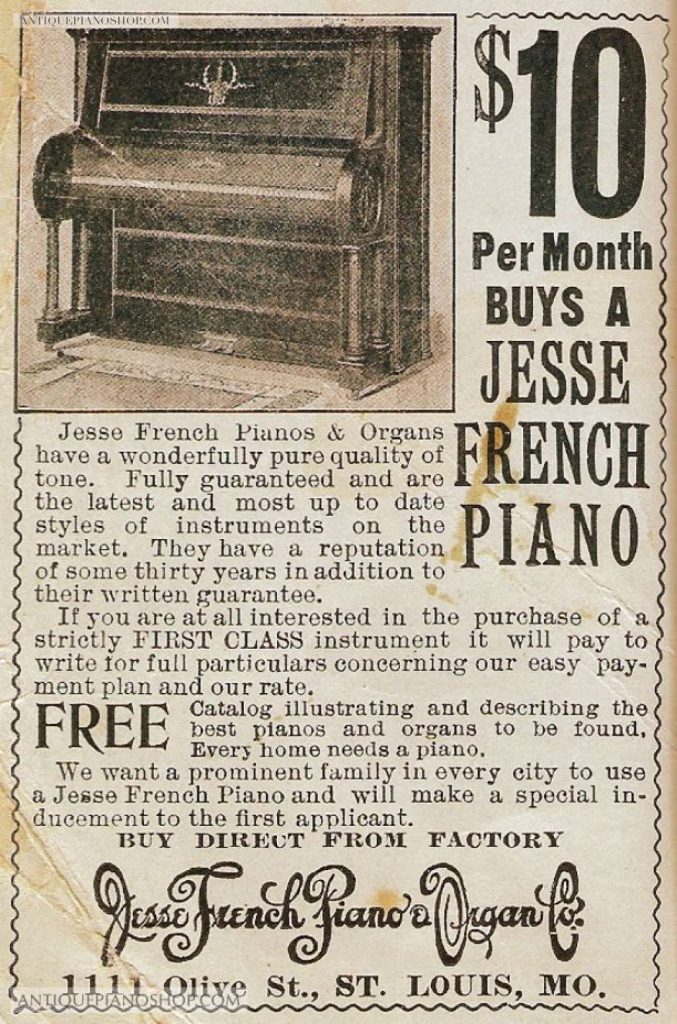 ANTIQUEPIANOSHOP.COM
$10
Per Month
BUYS A
JESSE
FRENCH
PIANO
Jesse French Pianos & Organs
have a wonderfully pure quality of
tone. Fully guaranteed and are
the latest and most up to date
styles of instruments on the
market. They have a reputation
of some thirty years in addition to
their written guarantee.
If you are at all interested in the purchase of a
strictly FIRST CLASS instrument it will pay to
write for full particulars concerning our easy pay-
ment plan and our rate.
FREE Catalog illustrating and describing the
best pianos and organs to be found.
Every home needs a piano.
We want a prominent family in every city to use
a Jesse French Piano and will make a special in-
ducement to the first applicant.
BUY DIRECT FROM FACTORY
Jesse French Piano & Organ Co.
1111 Olive St., ST. LOUIS, MO.
ANTIQUEPIANOSHOP.COM